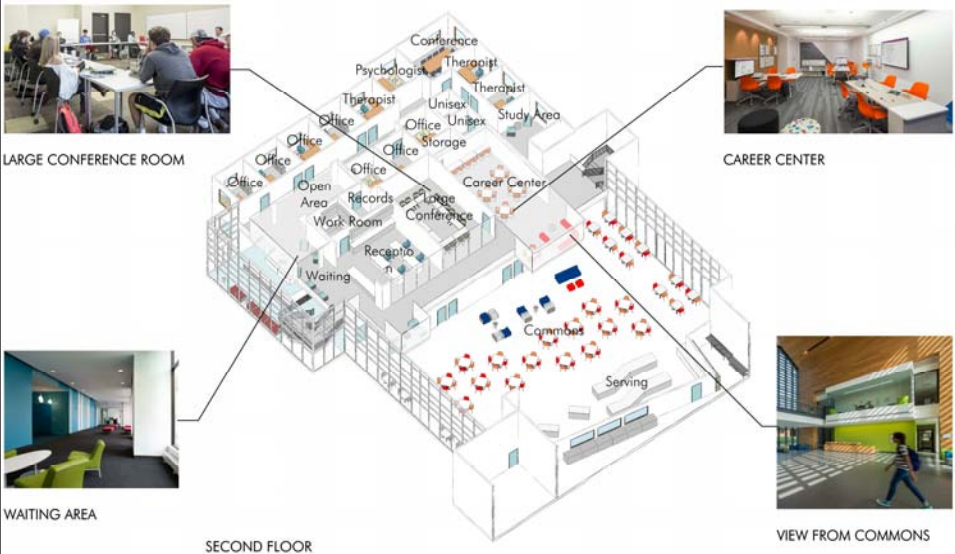 LARGE CONFERENCE ROOM
CAREER CENTER
Conference
Psychologist
Therapist
Therapist
Therapist
Unisex
Unisex
Study Area
Office
Office
Storage
Office
Office
Office
Office
Office
Open
Area
Records
Large
Conference
Career Center
Work Room
Receptio
n
Waiting
Commons
Serving
WAITING AREA
SECOND FLOOR
VIEW FROM COMMONS